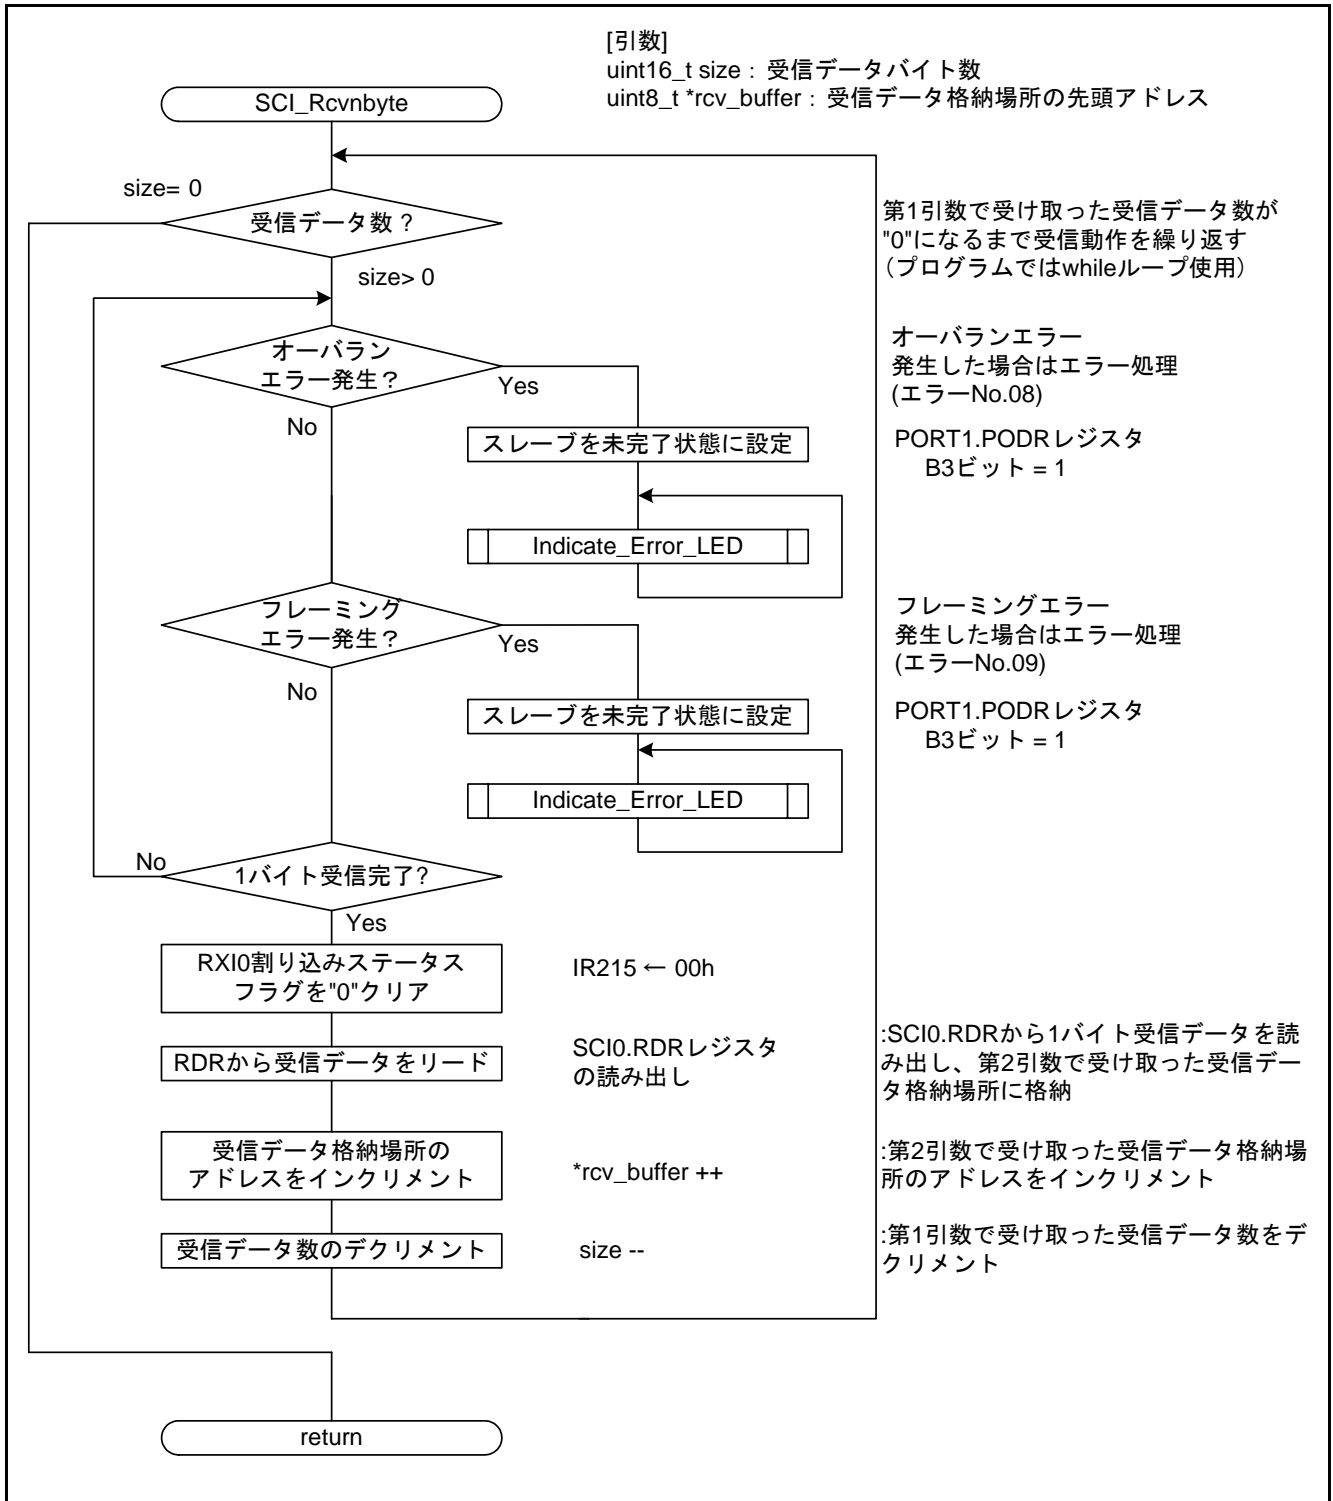 [引数]
uint16_t size： 受信データバイト数
uint8_t *rcv_buffer： 受信データ格納場所の先頭アドレス
SCI_Rcvnbyte
size= 0
受信データ数？
size> 0
第1引数で受け取った受信データ数が
"0"になるまで受信動作を繰り返す
（プログラムではwhileループ使用）
オーバラン
エラー発生？
Yes
No
オーバランエラー
発生した場合はエラー処理
(エラーNo.08)
スレーブを未完了状態に設定
PORT1.PODRレジスタ
B3ビット = 1
Indicate_Error_LED
フレーミング
エラー発生？
Yes
No
フレーミングエラー
発生した場合はエラー処理
(エラーNo.09)
スレーブを未完了状態に設定
PORT1.PODRレジスタ
B3ビット = 1
Indicate_Error_LED
No
1バイト受信完了?
Yes
RXI0割り込みステータス
フラグを"0"クリア
IR215 ← 00h
RDRから受信データをリード
SCI0.RDRレジスタ
の読み出し
:SCI0.RDRから1バイト受信データを読
み出し、第2引数で受け取った受信デー
タ格納場所に格納
受信データ格納場所の
アドレスをインクリメント
*rcv_buffer ++
:第2引数で受け取った受信データ格納場
所のアドレスをインクリメント
受信データ数のデクリメント
size --
:第1引数で受け取った受信データ数をデ
クリメント
return